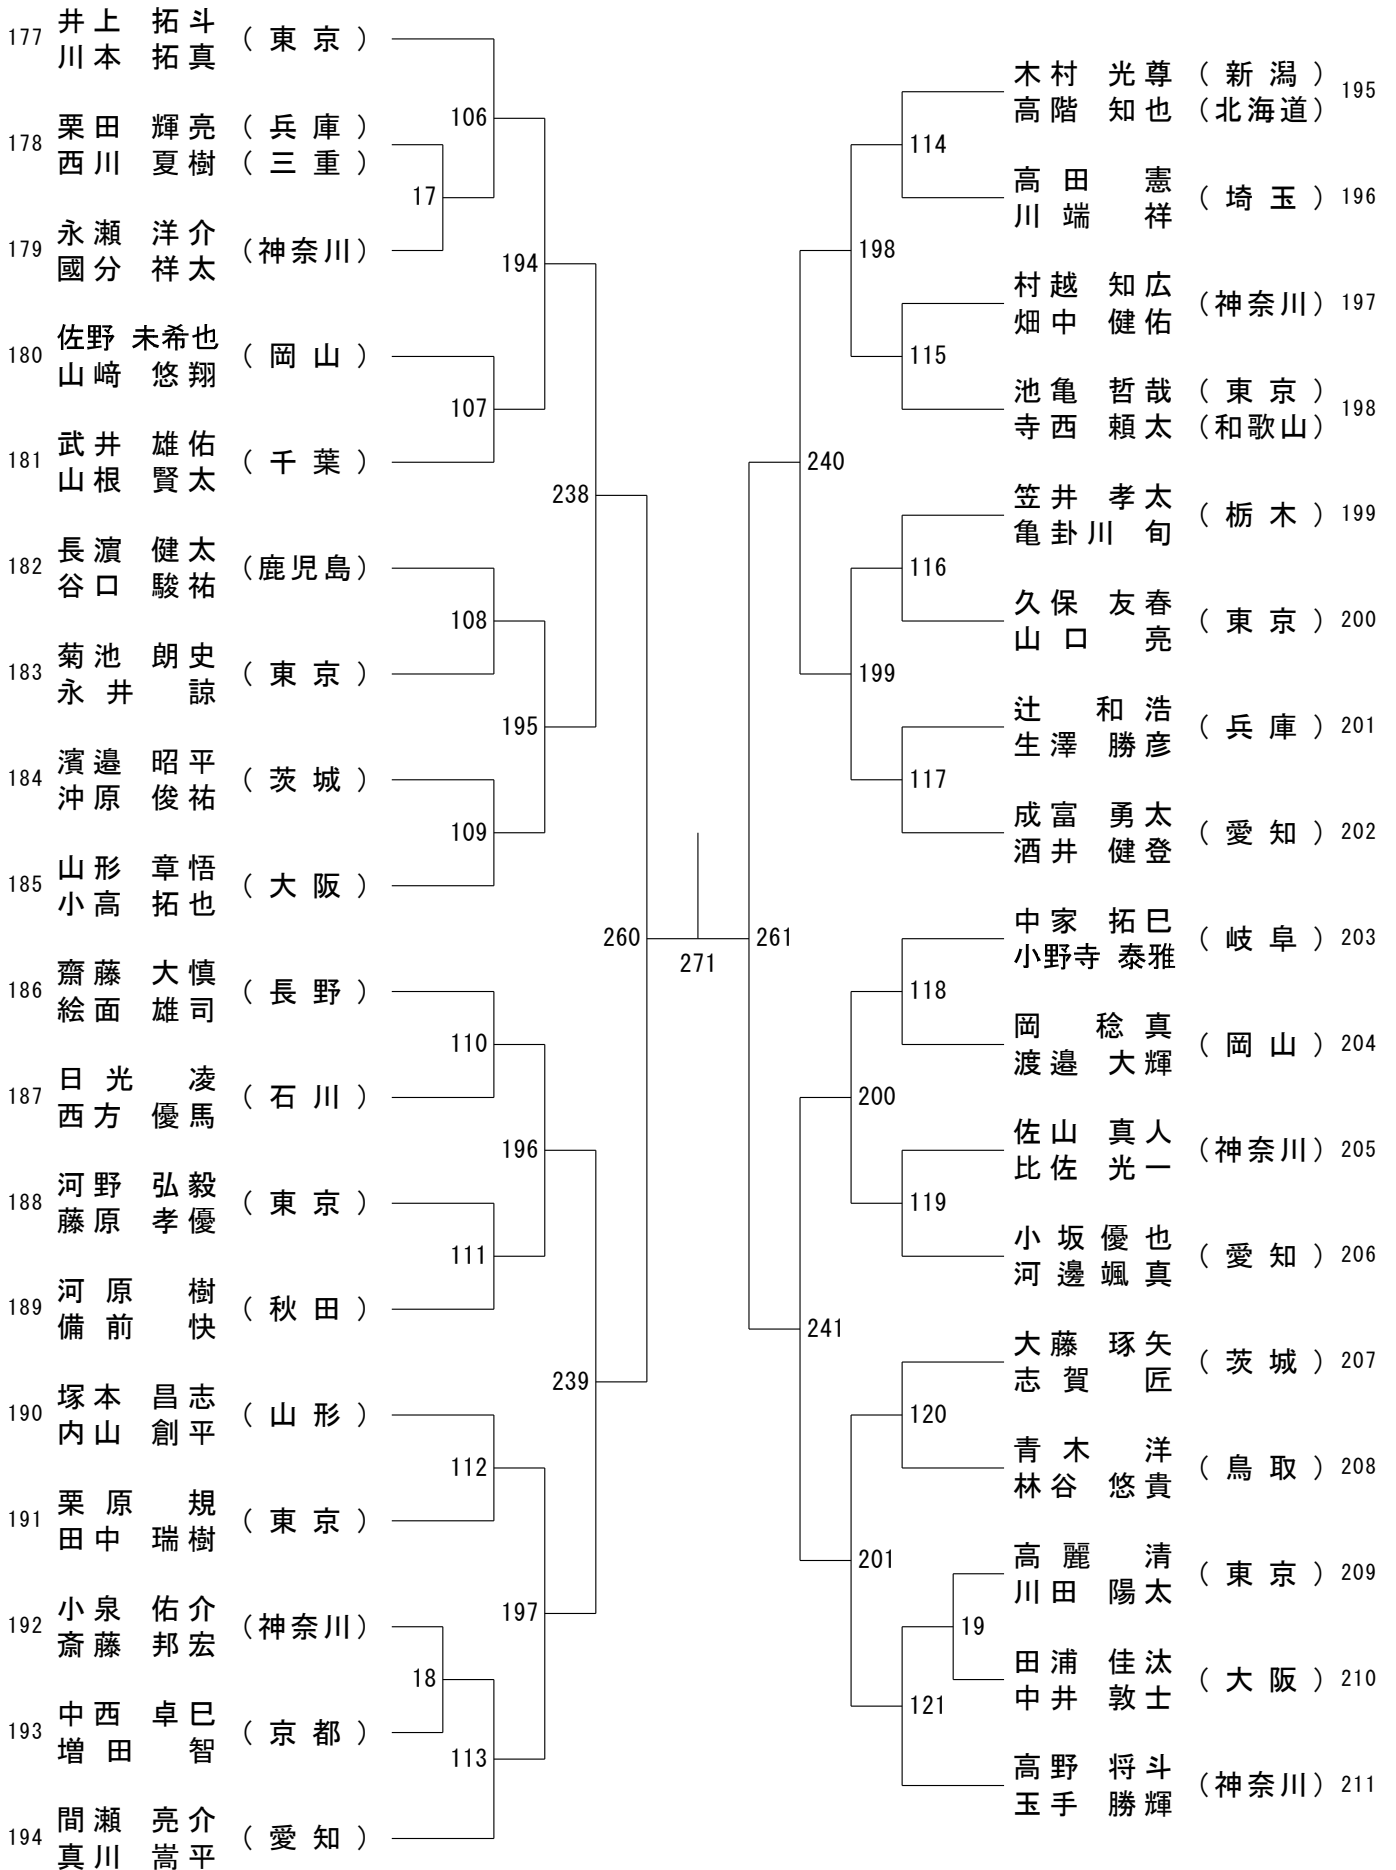 177 井上 拓斗 (東京)
川本 拓真
178 栗田 輝亮 (兵庫)
西川 夏樹 (三重)
179 永瀬 洋介 (神奈川)
國分 祥太
180 佐野 未希也 (岡山)
山﨑 悠翔
181 武井 雄佑 (千葉)
山根 賢太
182 長濵 健太 (鹿児島)
谷口 駿祐
183 菊池 朗史 (東京)
永井 諒
184 濱邉 昭平 (茨城)
沖原 俊祐
185 山形 章悟 (大阪)
小高 拓也
186 齋藤 大慎 (長野)
絵面 雄司
187 日光 凌 (石川)
西方 優馬
188 河野 弘毅 (東京)
藤原 孝優
189 河原 樹 (秋田)
備前 快
190 塚本 昌志 (山形)
内山 創平
191 栗原 規 (東京)
田中 瑞樹
192 小泉 佑介 (神奈川)
斎藤 邦宏
193 中西 卓巳 (京都)
増田 智
194 間瀬 亮介 (愛知)
真川 嵩平
106
17
194
107
238
108
195
109
260
110
196
111
239
112
197
18
113
271
261
114
198
115
240
116
199
117
118
200
119
241
120
201
19
121
木村 光尊 (新潟) 195
高階 知也 (北海道)
高田 憲 (埼玉) 196
川端 祥
村越 知広 (神奈川) 197
畑中 健佑
池亀 哲哉 (東京) 198
寺西 頼太 (和歌山)
笠井 孝太 (栃木) 199
亀卦川 旬
久保 友春 (東京) 200
山口 亮
辻 和浩 (兵庫) 201
生澤 勝彦
成富 勇太 (愛知) 202
酒井 健登
中家 拓巳 (岐阜) 203
小野寺 泰雅
岡 稔真 (岡山) 204
渡邉 大輝
佐山 真人 (神奈川) 205
比佐 光一
小坂優也 (愛知) 206
河邊颯真
大藤 琢矢 (茨城) 207
志賀 匠
青木 洋 (鳥取) 208
林谷 悠貴
高麗 清 (東京) 209
川田 陽太
田浦 佳汰 (大阪) 210
中井 敦士
高野 将斗 (神奈川) 211
玉手 勝輝